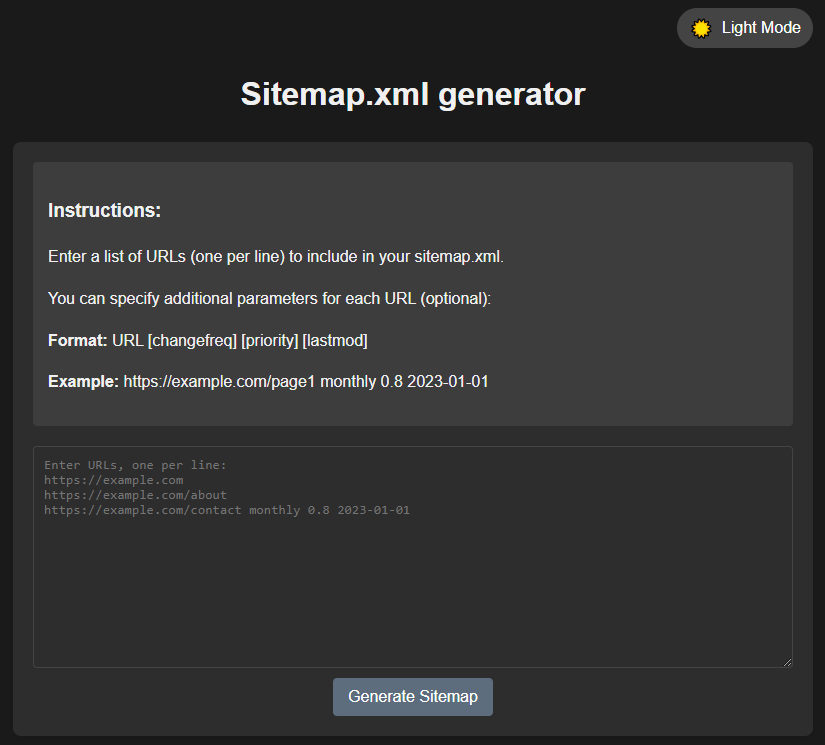 Light Mode
Sitemap.xml generator
Instructions:
Enter a list of URLs (one per line) to include in your sitemap.xml.
You can specify additional parameters for each URL (optional):
Format: URL [changefreq] [priority] [lastmod]
Example: https://example.com/page1 monthly 0.8 2023-01-01
Enter URLs, one per line:
https://example.com
https://example.com/about
https://example.com/contact monthly 0.8 2023-01-01
Generate Sitemap